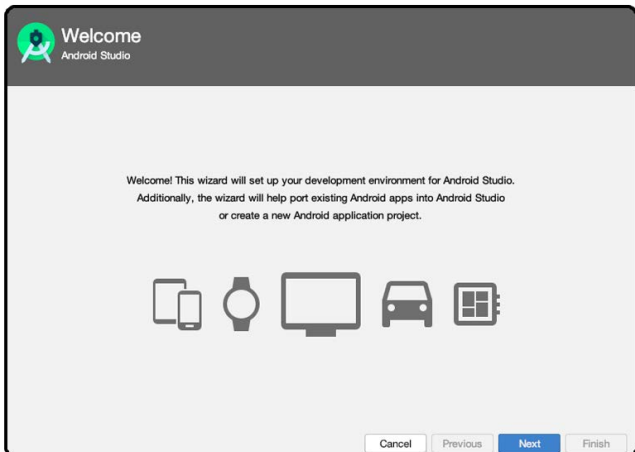 Welcome
Android Studio
Welcome! This wizard will set up your development environment for Android Studio.
Additionally, the wizard will help port existing Android apps into Android Studio
or create a new Android application project.
Cancel Previous Next Finish